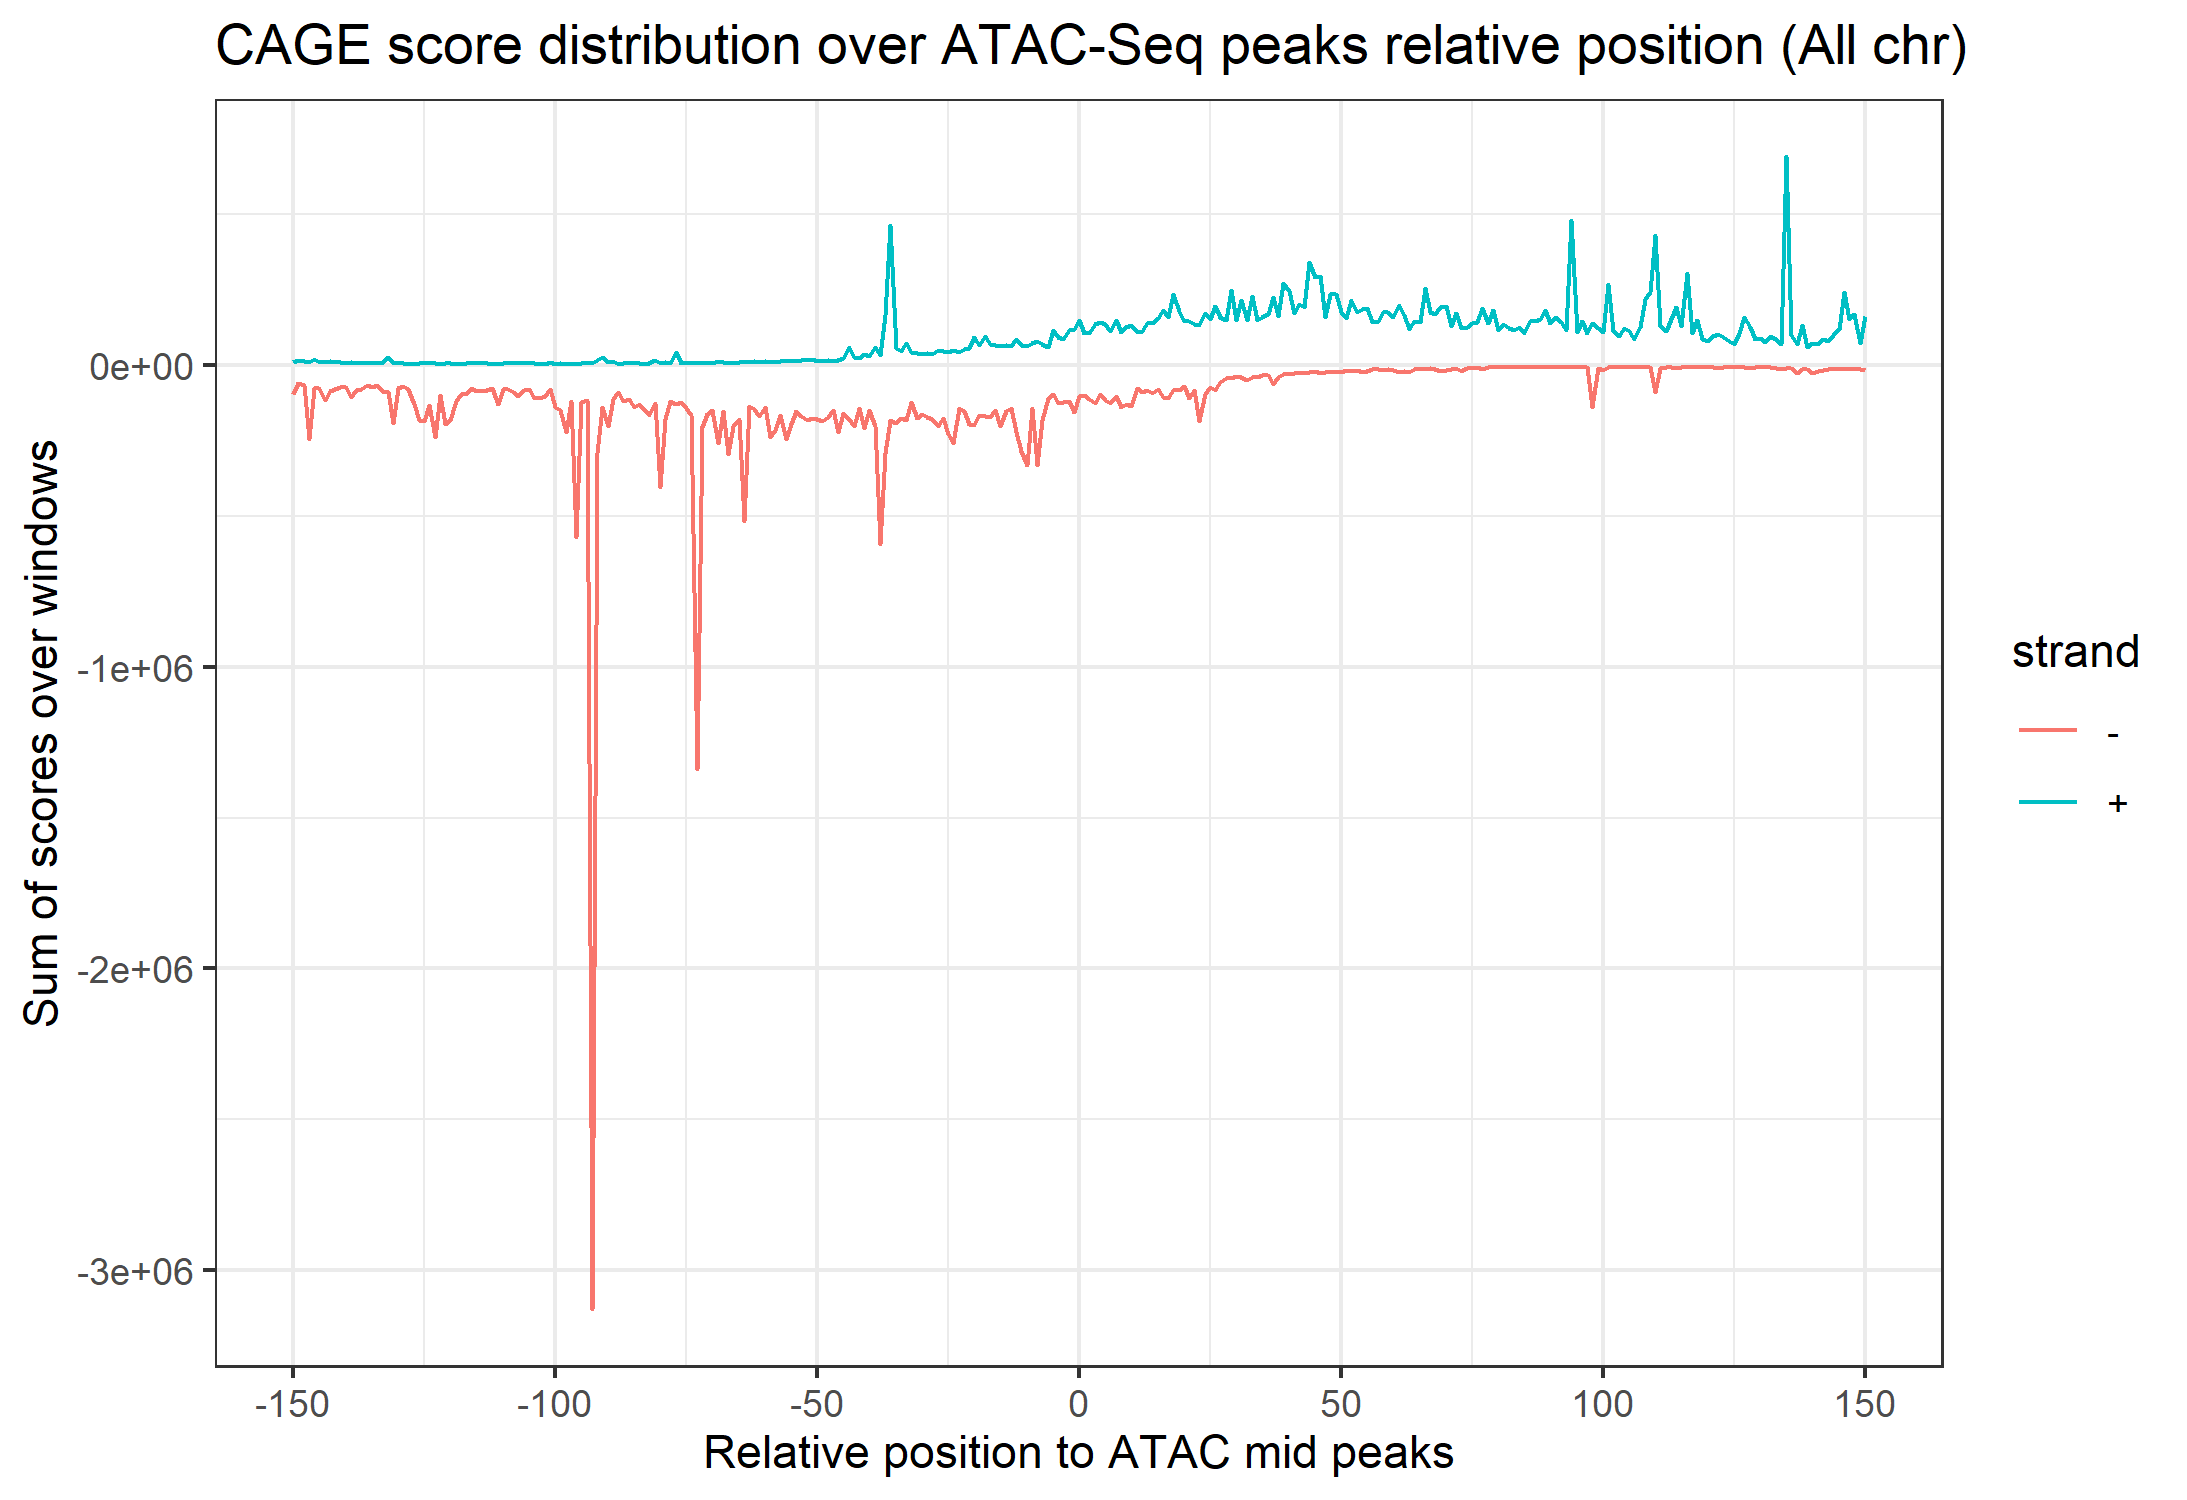 CAGE score distribution over ATAC-Seq peaks relative position (All chr)
Sum of scores over windows
0e+00
-1e+06
-2e+06
-3e+06
-150
-100
-50
0
50
100
150
Relative position to ATAC mid peaks
strand
-
+